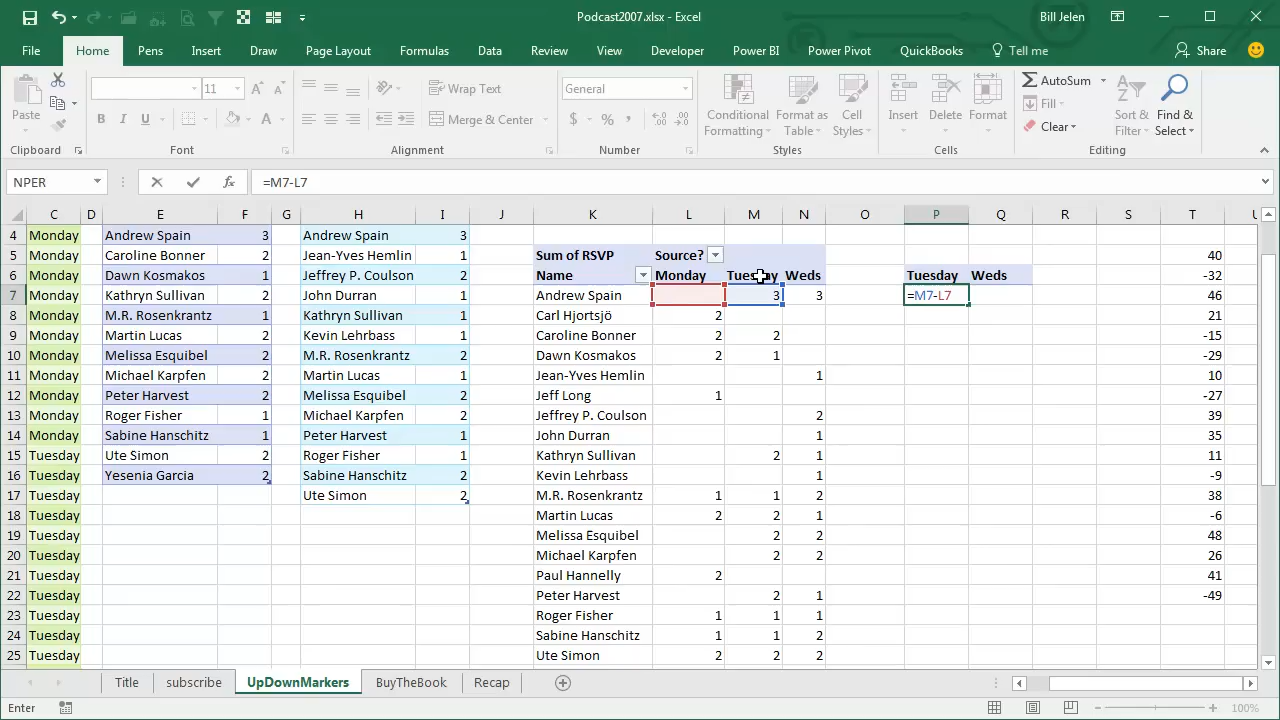 Podcast2007.xlsx - Excel
Bill Jelen
File Home Pens Insert Draw Page Layout Formulas Data Review View Developer Power BI Power Pivot QuickBooks Tell me Share
Paste
Clipboard
11
B I U A A A
Font
Wrap Text
Merge & Center
Alignment
General
$ % ,
Number
Conditional Formatting
Format as Table
Cell Styles
Styles
Insert Delete Format
Cells
AutoSum
Fill
Clear
Sort & Filter
Find & Select
Editing
NPER fx =M7-L7
C D E F G H I J K L M N O P Q R S T U
4 Monday Andrew Spain 3 Andrew Spain 3
5 Monday Caroline Bonner 2 Jean-Yves Hemlin 1 Sum of RSVP Source? 40
6 Monday Dawn Kosmakos 1 Jeffrey P. Coulson 2 Name Monday Tuesday Weds Tuesday Weds -32
7 Monday Kathryn Sullivan 2 John Durran 1 Andrew Spain 3 3 =M7-L7 46
8 Monday M.R. Rosenkrantz 1 Kathryn Sullivan 1 Carl Hjortsjö 2 21
9 Monday Martin Lucas 2 Kevin Lehrbass 1 Caroline Bonner 2 2 -15
10 Monday Melissa Esquibel 2 M.R. Rosenkrantz 2 Dawn Kosmakos 2 1 -29
11 Monday Michael Karpfen 2 Martin Lucas 1 Jean-Yves Hemlin 1 10
12 Monday Peter Harvest 2 Melissa Esquibel 2 Jeff Long 1 -27
13 Monday Roger Fisher 1 Michael Karpfen 2 Jeffrey P. Coulson 2 39
14 Monday Sabine Hanschitz 1 Peter Harvest 1 John Durran 1 35
15 Tuesday Ute Simon 2 Roger Fisher 1 Kathryn Sullivan 2 1 11
16 Tuesday Yesenia Garcia 2 Sabine Hanschitz 2 Kevin Lehrbass 1 -9
17 Tuesday Ute Simon 2 M.R. Rosenkrantz 1 1 2 38
18 Tuesday Martin Lucas 2 2 1 -6
19 Tuesday Melissa Esquibel 2 2 48
20 Tuesday Michael Karpfen 2 2 26
21 Tuesday Paul Hannelly 2 41
22 Tuesday Peter Harvest 2 1 -49
23 Tuesday Roger Fisher 1 1 1
24 Tuesday Sabine Hanschitz 1 1 2
25 Tuesday Ute Simon 2 2 2
Title subscribe UpDownMarkers BuyTheBook Recap
Enter 100%